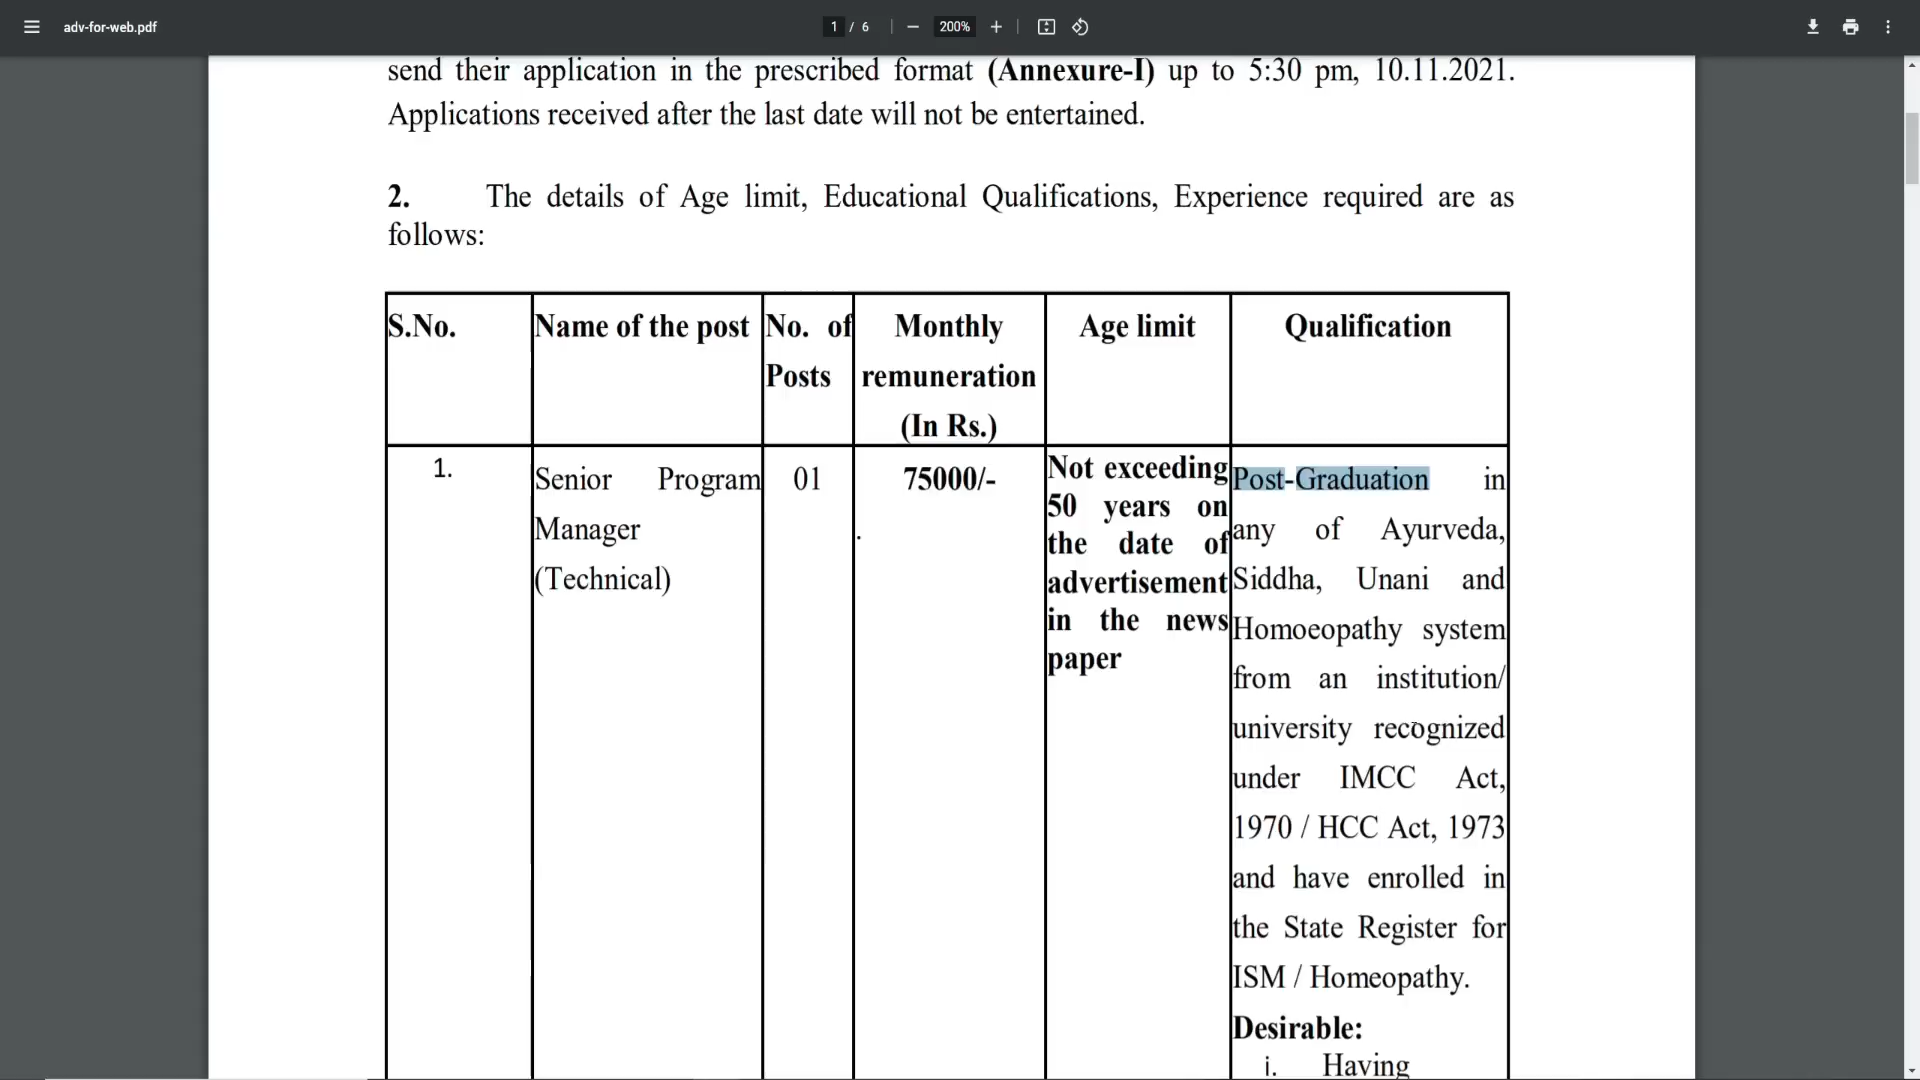 adv-for-web.pdf
1 / 6
200%
send their application in the prescribed format (Annexure-I) up to 5:30 pm, 10.11.2021.
Applications received after the last date will not be entertained.
2. The details of Age limit, Educational Qualifications, Experience required are as
follows:
S.No.
Name of the post
No. of
Posts
Monthly
remuneration
(In Rs.)
Age limit
Qualification
1.
Senior Program
Manager
(Technical)
01
75000/-
.
Not exceeding
50 years on
the date of
advertisement
in the news
paper
Post-Graduation in
any of Ayurveda,
Siddha, Unani and
Homoeopathy system
from an institution/
university recognized
under IMCC Act,
1970 / HCC Act, 1973
and have enrolled in
the State Register for
ISM / Homeopathy.
Desirable:
i. Having